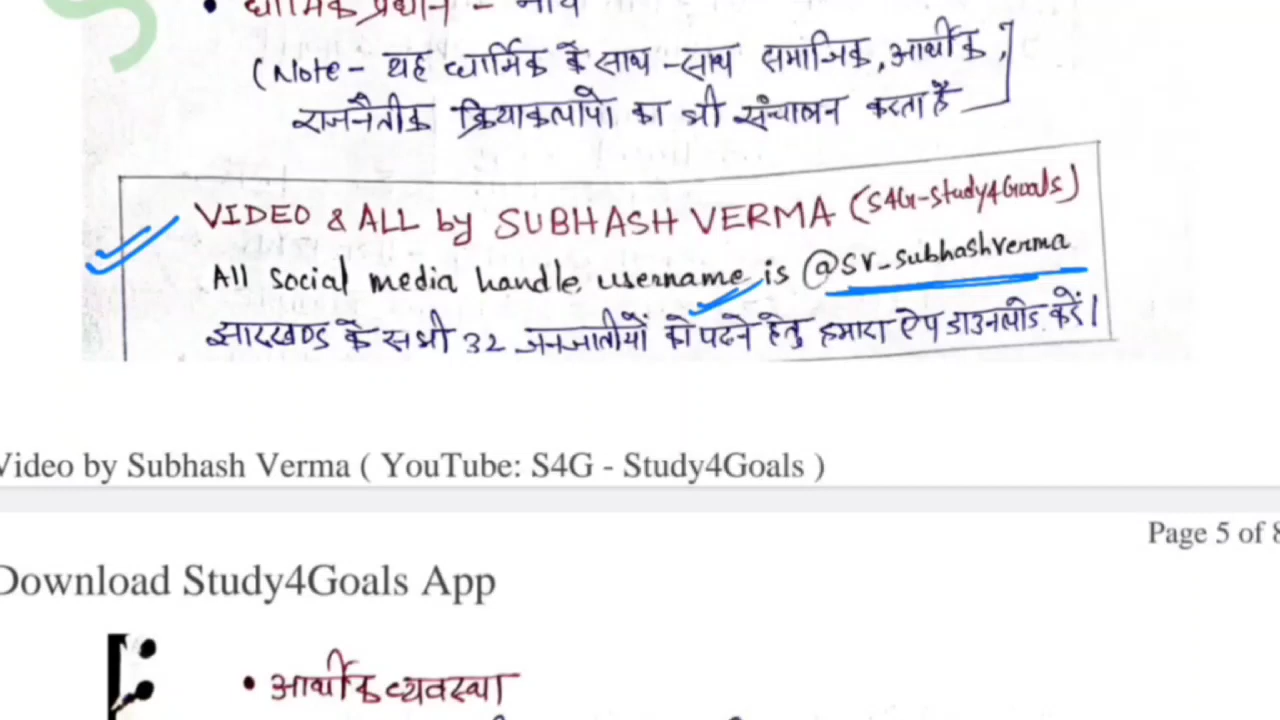 • धार्मिक प्रधान -
(Note - यह धार्मिक के साथ-साथ समाजिक, आर्थीक,
राजनैतीक क्रियाकलापो का भी संचालन करता है
VIDEO & ALL by SUBHASH VERMA (S4G-Study4Goals)
All social media handle username is @SV_subhashverma
झारखण्ड के सभी 32 जनजातीयों को पढने हेतु हमारा ऐप डाउनलोड करें।
Video by Subhash Verma ( YouTube: S4G - Study4Goals )
Page 5 of 8
Download Study4Goals App
• आर्थीक व्यवस्था